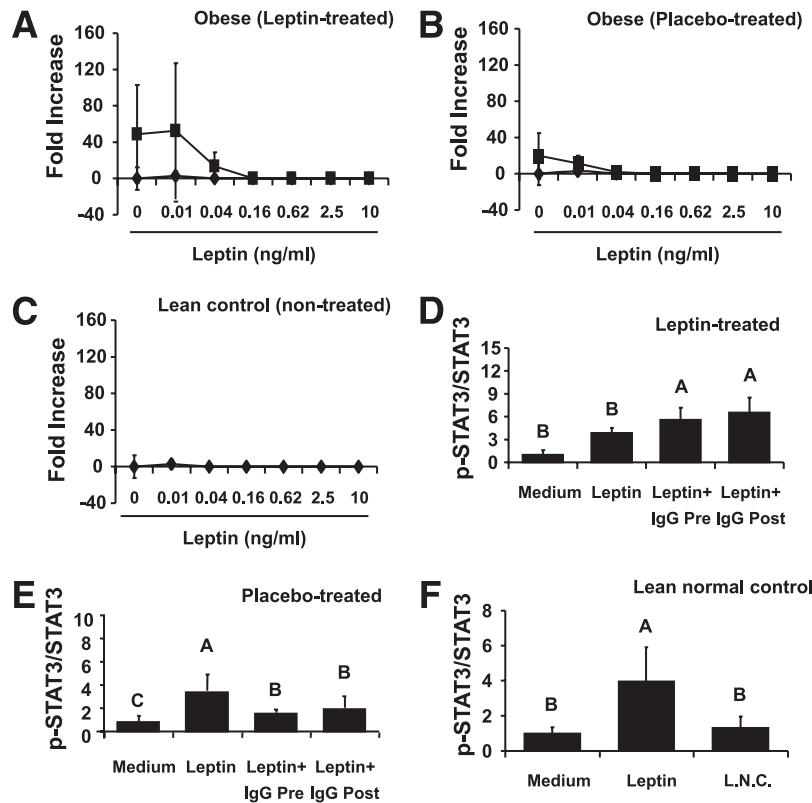 A
Obese (Leptin-treated)
Fold Increase
160
120
80
40
0
−40
0 0.01 0.04 0.16 0.62 2.5 10
Leptin (ng/ml)
B
Obese (Placebo-treated)
Fold Increase
160
120
80
40
0
−40
0 0.01 0.04 0.16 0.62 2.5 10
Leptin (ng/ml)
C
Lean control (non-treated)
Fold Increase
160
120
80
40
0
-40
0 0.01 0.04 0.16 0.62 2.5 10
Leptin (ng/ml)
D
Leptin-treated
p-STAT3/STAT3
15
12
9
6
3
0
B B A A
Medium Leptin Leptin+ Leptin+
IgG Pre IgG Post
E
Placebo-treated
p-STAT3/STAT3
10
8
6
4
2
0
C A B B
Medium Leptin Leptin+ Leptin+
IgG Pre IgG Post
F
Lean normal control
p-STAT3/STAT3
8
6
4
2
0
B A B
Medium Leptin L.N.C.